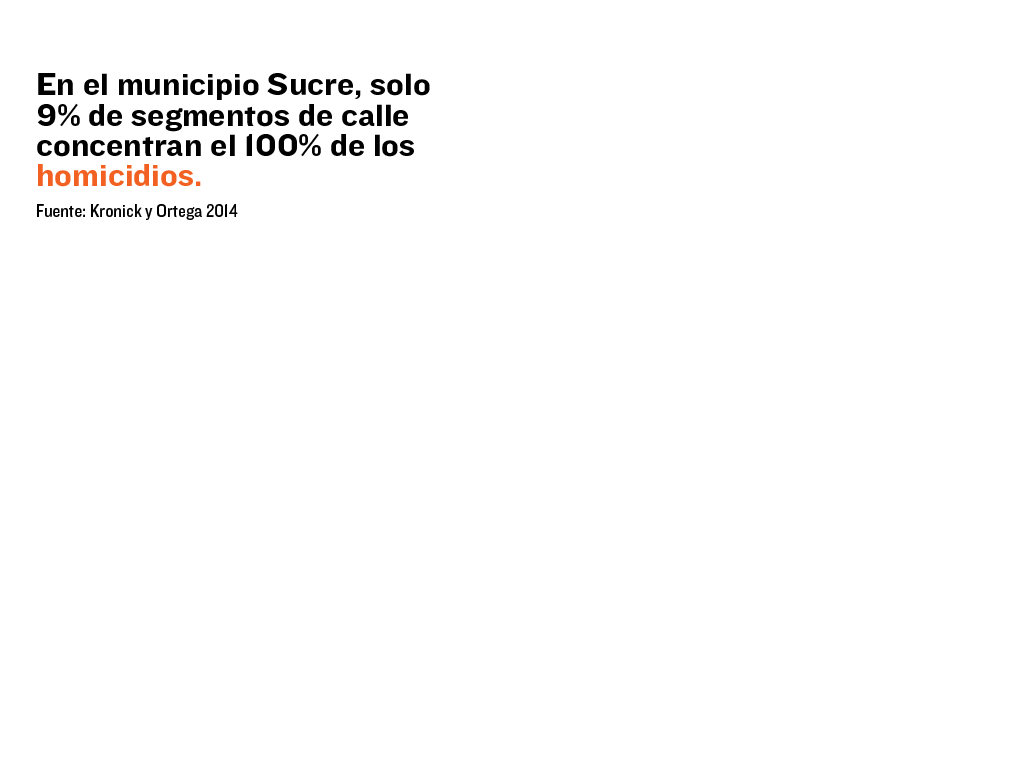 En el municipio Sucre, solo
9% de segmentos de calle
concentran el 100% de los
homicidios.
Fuente: Kronick y Ortega 2014